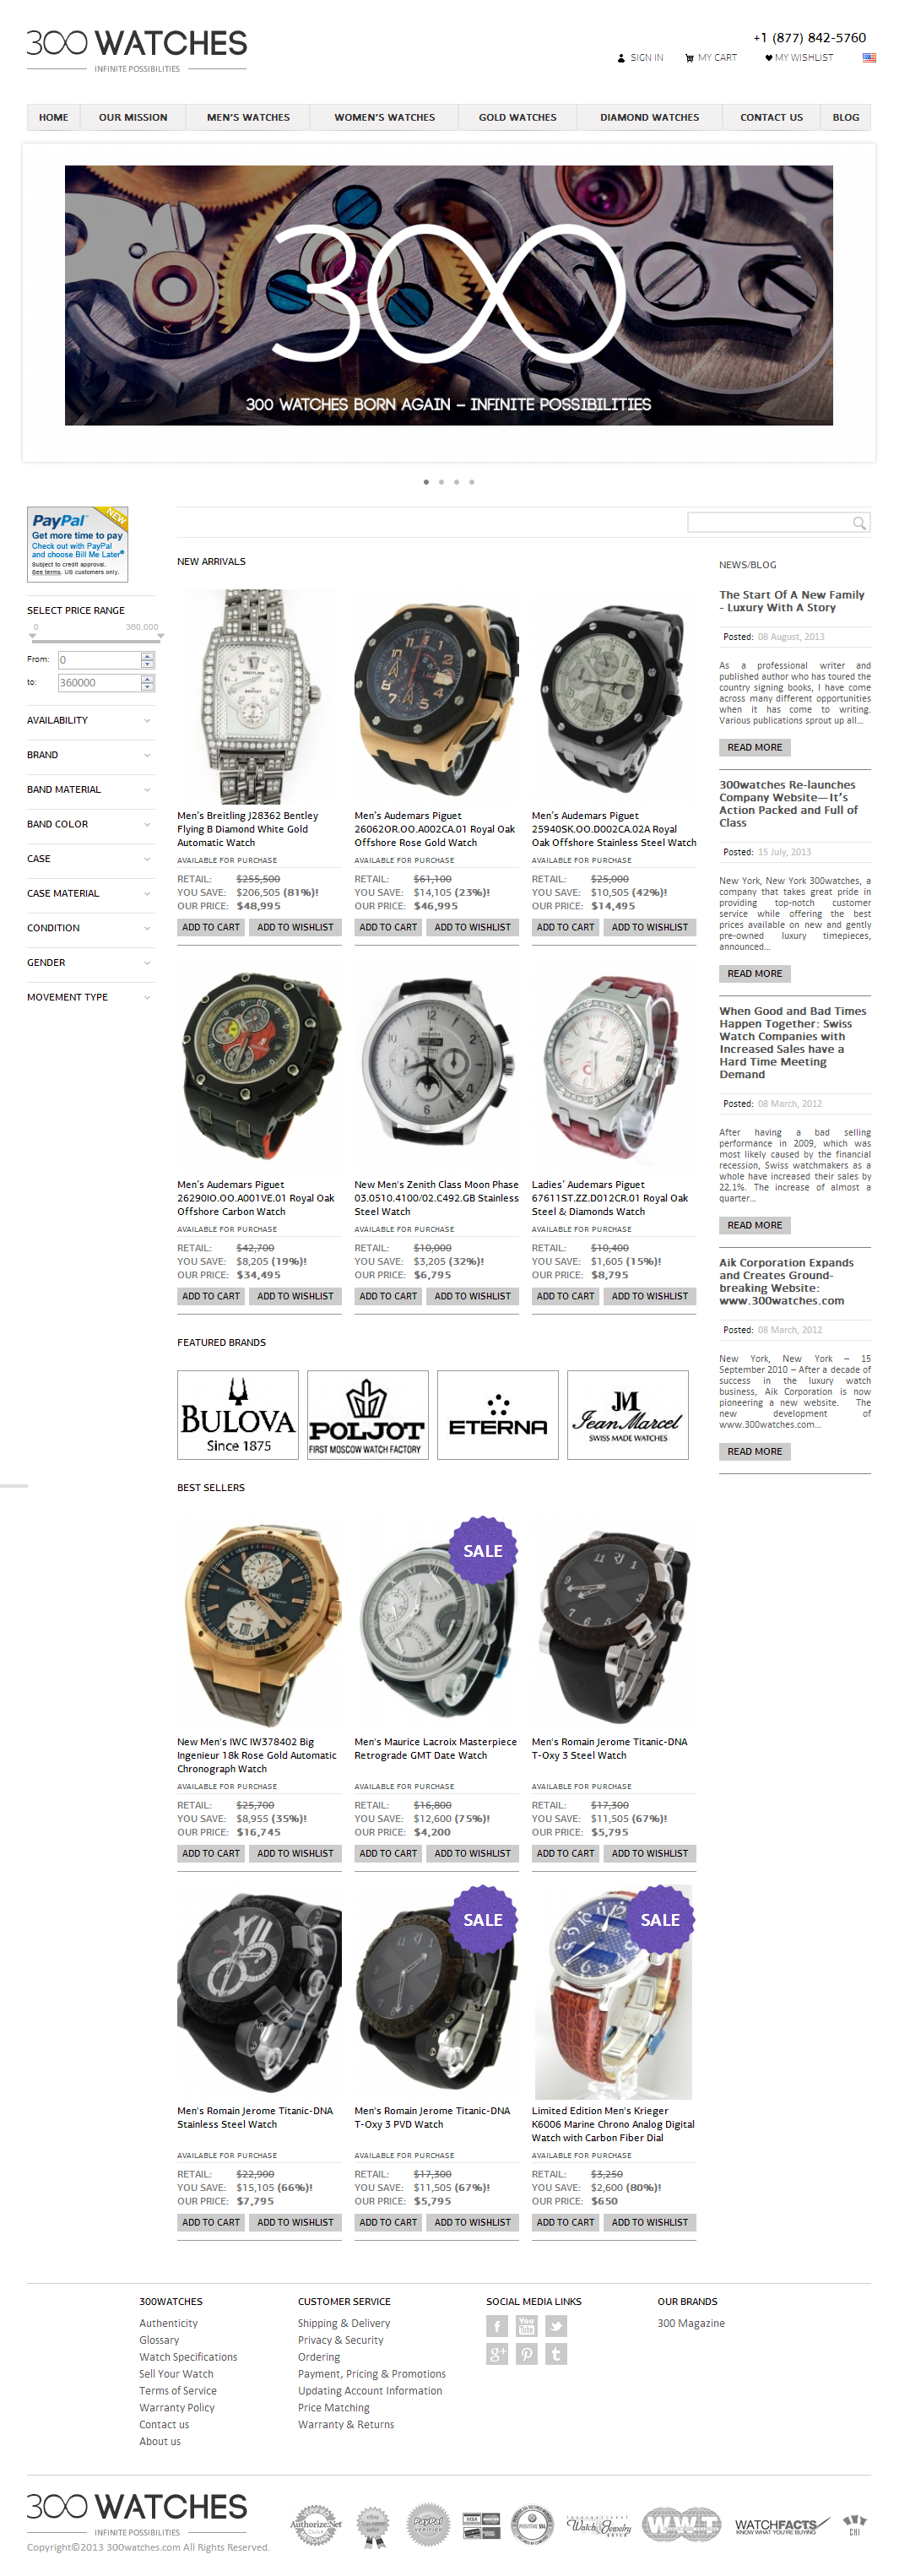 300 WATCHES
INFINITE POSSIBILITIES
+1 (877) 842-5760
SIGN IN
MY CART
MY WISHLIST
HOME
OUR MISSION
MEN'S WATCHES
WOMEN'S WATCHES
GOLD WATCHES
DIAMOND WATCHES
CONTACT US
BLOG
300
300 WATCHES BORN AGAIN – INFINITE POSSIBILITIES
PayPal
NEW
Get more time to pay
Check out with PayPal
and choose Bill Me Later
Subject to credit approval.
See terms. US customers only.
SELECT PRICE RANGE
0
360,000
From: 0
to: 360000
AVAILABILITY
BRAND
BAND MATERIAL
BAND COLOR
CASE
CASE MATERIAL
CONDITION
GENDER
MOVEMENT TYPE
NEW ARRIVALS
Men's Breitling J28362 Bentley
Flying B Diamond White Gold
Automatic Watch
AVAILABLE FOR PURCHASE
RETAIL: $255,500
YOU SAVE: $206,505 (81%)!
OUR PRICE: $48,995
ADD TO CART
ADD TO WISHLIST
Men's Audemars Piguet
26062OR.OO.A002CA.01 Royal Oak
Offshore Rose Gold Watch
AVAILABLE FOR PURCHASE
RETAIL: $61,100
YOU SAVE: $14,105 (23%)!
OUR PRICE: $46,995
ADD TO CART
ADD TO WISHLIST
Men's Audemars Piguet
25940SK.OO.D002CA.02A Royal
Oak Offshore Stainless Steel Watch
AVAILABLE FOR PURCHASE
RETAIL: $25,000
YOU SAVE: $10,505 (42%)!
OUR PRICE: $14,495
ADD TO CART
ADD TO WISHLIST
Men's Audemars Piguet
26290IO.OO.A001VE.01 Royal Oak
Offshore Carbon Watch
AVAILABLE FOR PURCHASE
RETAIL: $42,700
YOU SAVE: $8,205 (19%)!
OUR PRICE: $34,495
ADD TO CART
ADD TO WISHLIST
New Men's Zenith Class Moon Phase
03.0510.4100/02.C492.GB Stainless
Steel Watch
AVAILABLE FOR PURCHASE
RETAIL: $10,000
YOU SAVE: $3,205 (32%)!
OUR PRICE: $6,795
ADD TO CART
ADD TO WISHLIST
Ladies' Audemars Piguet
67611ST.ZZ.D012CR.01 Royal Oak
Steel & Diamonds Watch
AVAILABLE FOR PURCHASE
RETAIL: $10,400
YOU SAVE: $1,605 (15%)!
OUR PRICE: $8,795
ADD TO CART
ADD TO WISHLIST
FEATURED BRANDS
BULOVA
Since 1875
POLJOT
FIRST MOSCOW WATCH FACTORY
ETERNA
JM
Jean Marcel
SWISS MADE WATCHES
BEST SELLERS
New Men's IWC IW378402 Big
Ingenieur 18k Rose Gold Automatic
Chronograph Watch
AVAILABLE FOR PURCHASE
RETAIL: $25,700
YOU SAVE: $8,955 (35%)!
OUR PRICE: $16,745
ADD TO CART
ADD TO WISHLIST
SALE
Men's Maurice Lacroix Masterpiece
Retrograde GMT Date Watch
AVAILABLE FOR PURCHASE
RETAIL: $16,800
YOU SAVE: $12,600 (75%)!
OUR PRICE: $4,200
ADD TO CART
ADD TO WISHLIST
Men's Romain Jerome Titanic-DNA
T-Oxy 3 Steel Watch
AVAILABLE FOR PURCHASE
RETAIL: $17,300
YOU SAVE: $11,505 (67%)!
OUR PRICE: $5,795
ADD TO CART
ADD TO WISHLIST
Men's Romain Jerome Titanic-DNA
Stainless Steel Watch
AVAILABLE FOR PURCHASE
RETAIL: $22,900
YOU SAVE: $15,105 (66%)!
OUR PRICE: $7,795
ADD TO CART
ADD TO WISHLIST
SALE
Men's Romain Jerome Titanic-DNA
T-Oxy 3 PVD Watch
AVAILABLE FOR PURCHASE
RETAIL: $17,300
YOU SAVE: $11,505 (67%)!
OUR PRICE: $5,795
ADD TO CART
ADD TO WISHLIST
SALE
Limited Edition Men's Krieger
K6006 Marine Chrono Analog Digital
Watch with Carbon Fiber Dial
AVAILABLE FOR PURCHASE
RETAIL: $3,250
YOU SAVE: $2,600 (80%)!
OUR PRICE: $650
ADD TO CART
ADD TO WISHLIST
NEWS/BLOG
The Start Of A New Family
- Luxury With A Story
Posted: 08 August, 2013
As a professional writer and
published author who has toured the
country signing books, I have come
across many different opportunities
when it has come to writing.
Various publications sprout up all...
READ MORE
300watches Re-launches
Company Website—It's
Action Packed and Full of
Class
Posted: 15 July, 2013
New York, New York 300watches, a
company that takes great pride in
providing top-notch customer
service while offering the best
prices available on new and gently
pre-owned luxury timepieces,
announced...
READ MORE
When Good and Bad Times
Happen Together: Swiss
Watch Companies with
Increased Sales have a
Hard Time Meeting
Demand
Posted: 08 March, 2012
After having a bad selling
performance in 2009, which was
most likely caused by the financial
recession, Swiss watchmakers as a
whole have increased their sales by
22.1%. The increase of almost a
quarter...
READ MORE
Aik Corporation Expands
and Creates Ground-
breaking Website:
www.300watches.com
Posted: 08 March, 2012
New York, New York – 15
September 2010 – After a decade of
success in the luxury watch
business, Aik Corporation is now
pioneering a new website. The
new development of
www.300watches.com...
READ MORE
300WATCHES
Authenticity
Glossary
Watch Specifications
Sell Your Watch
Terms of Service
Warranty Policy
Contact us
About us
CUSTOMER SERVICE
Shipping & Delivery
Privacy & Security
Ordering
Payment, Pricing & Promotions
Updating Account Information
Price Matching
Warranty & Returns
SOCIAL MEDIA LINKS
You Tube
OUR BRANDS
300 Magazine
300 WATCHES
INFINITE POSSIBILITIES
Copyright©2013 300watches.com All Rights Reserved.
Authorize.Net
PayPal
VERIFIED
POSITIVE SSL
Watch & Jewelry
WWT
WATCHFACTS
KNOW WHAT YOU'RE BUYING
CHI